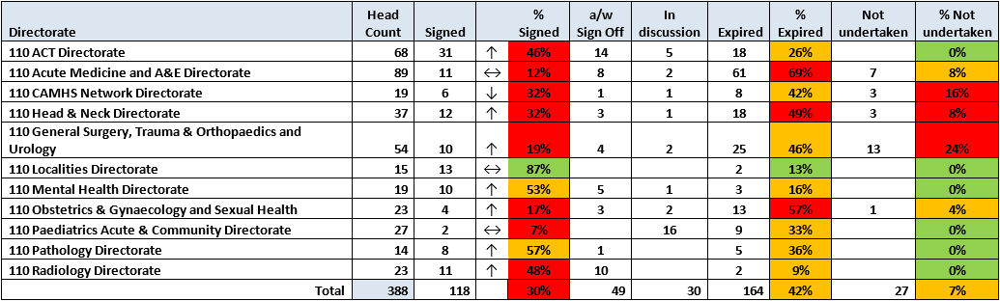 Directorate Head Count Signed % Signed a/w Sign Off In discussion Expired % Expired Not undertaken % Not undertaken
110 ACT Directorate 68 31 ↑ 46% 14 5 18 26% 0%
110 Acute Medicine and A&E Directorate 89 11 ↔ 12% 8 2 61 69% 7 8%
110 CAMHS Network Directorate 19 6 ↓ 32% 1 1 8 42% 3 16%
110 Head & Neck Directorate 37 12 ↑ 32% 3 1 18 49% 3 8%
110 General Surgery, Trauma & Orthopaedics and
Urology 54 10 ↑ 19% 4 2 25 46% 13 24%
110 Localities Directorate 15 13 ↔ 87% 2 13% 0%
110 Mental Health Directorate 19 10 ↑ 53% 5 1 3 16% 0%
110 Obstetrics & Gynaecology and Sexual Health 23 4 ↑ 17% 3 2 13 57% 1 4%
110 Paediatrics Acute & Community Directorate 27 2 ↔ 7% 16 9 33% 0%
110 Pathology Directorate 14 8 ↑ 57% 1 5 36% 0%
110 Radiology Directorate 23 11 ↑ 48% 10 2 9% 0%
Total 388 118 30% 49 30 164 42% 27 7%